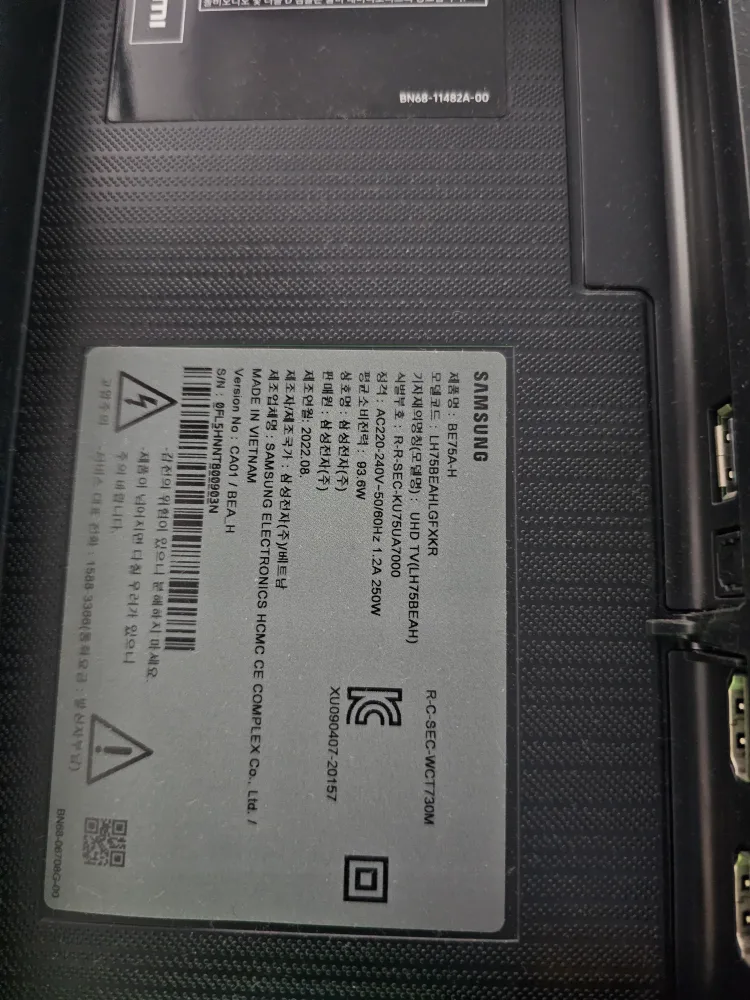 BN68-11482A-00
SAMSUNG
제품명 : BE75A-H
모델코드 : LH75BEAHLGFXKR
기자재의명칭(모델명) : UHD TV(LH75BEAH)
식별부호 : R-R-SEC-KU75UA7000
정격 : AC220-240V~50/60Hz 1.2A 250W
평균소비전력 : 93.6W
상호명 : 삼성전자(주)
판매원 : 삼성전자(주)
제조연월: 2022.08.
제조자/제조국가 : 삼성전자(주)/베트남
제조업체명 : SAMSUNG ELECTRONICS HCMC CE COMPLEX Co., Ltd. /
MADE IN VIETNAM
Version No : CA01 / BEA_H
S/N : 0FL5HNNT800903N
R-C-SEC-WCT730M
XU090407-20157
고압주의
·감전의 위험이 있으니 분해하지 마세요.
·제품이 넘어지면 다칠 우려가 있으니
주의 바랍니다.
·서비스 대표 전화 : 1588-3366(통화요금 : 발신자부담)
BN68-06708G-00